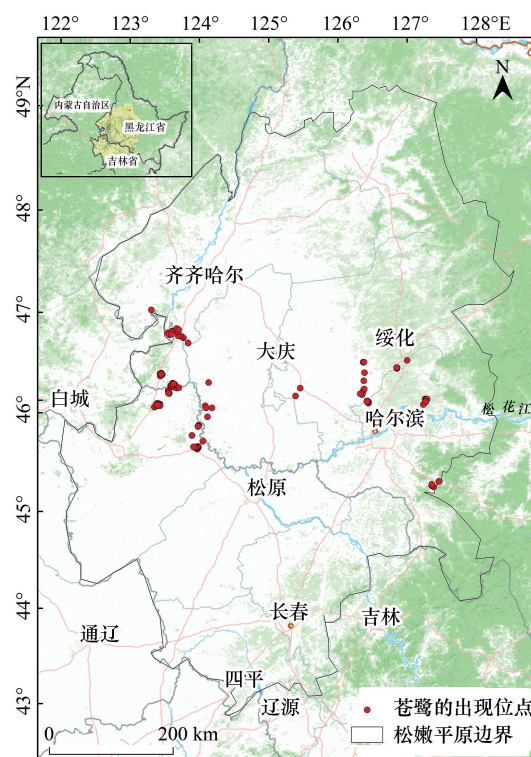 122° 123° 124° 125° 126° 127° 128°E
N
49°N
48°
47°
46°
45°
44°
43°
内蒙古自治区
黑龙江省
吉林省
齐齐哈尔
大庆
绥化
白城
哈尔滨
松花江
松原
长春
吉林
通辽
四平
辽源
苍鹭的出现位点
松嫩平原边界
0 200 km